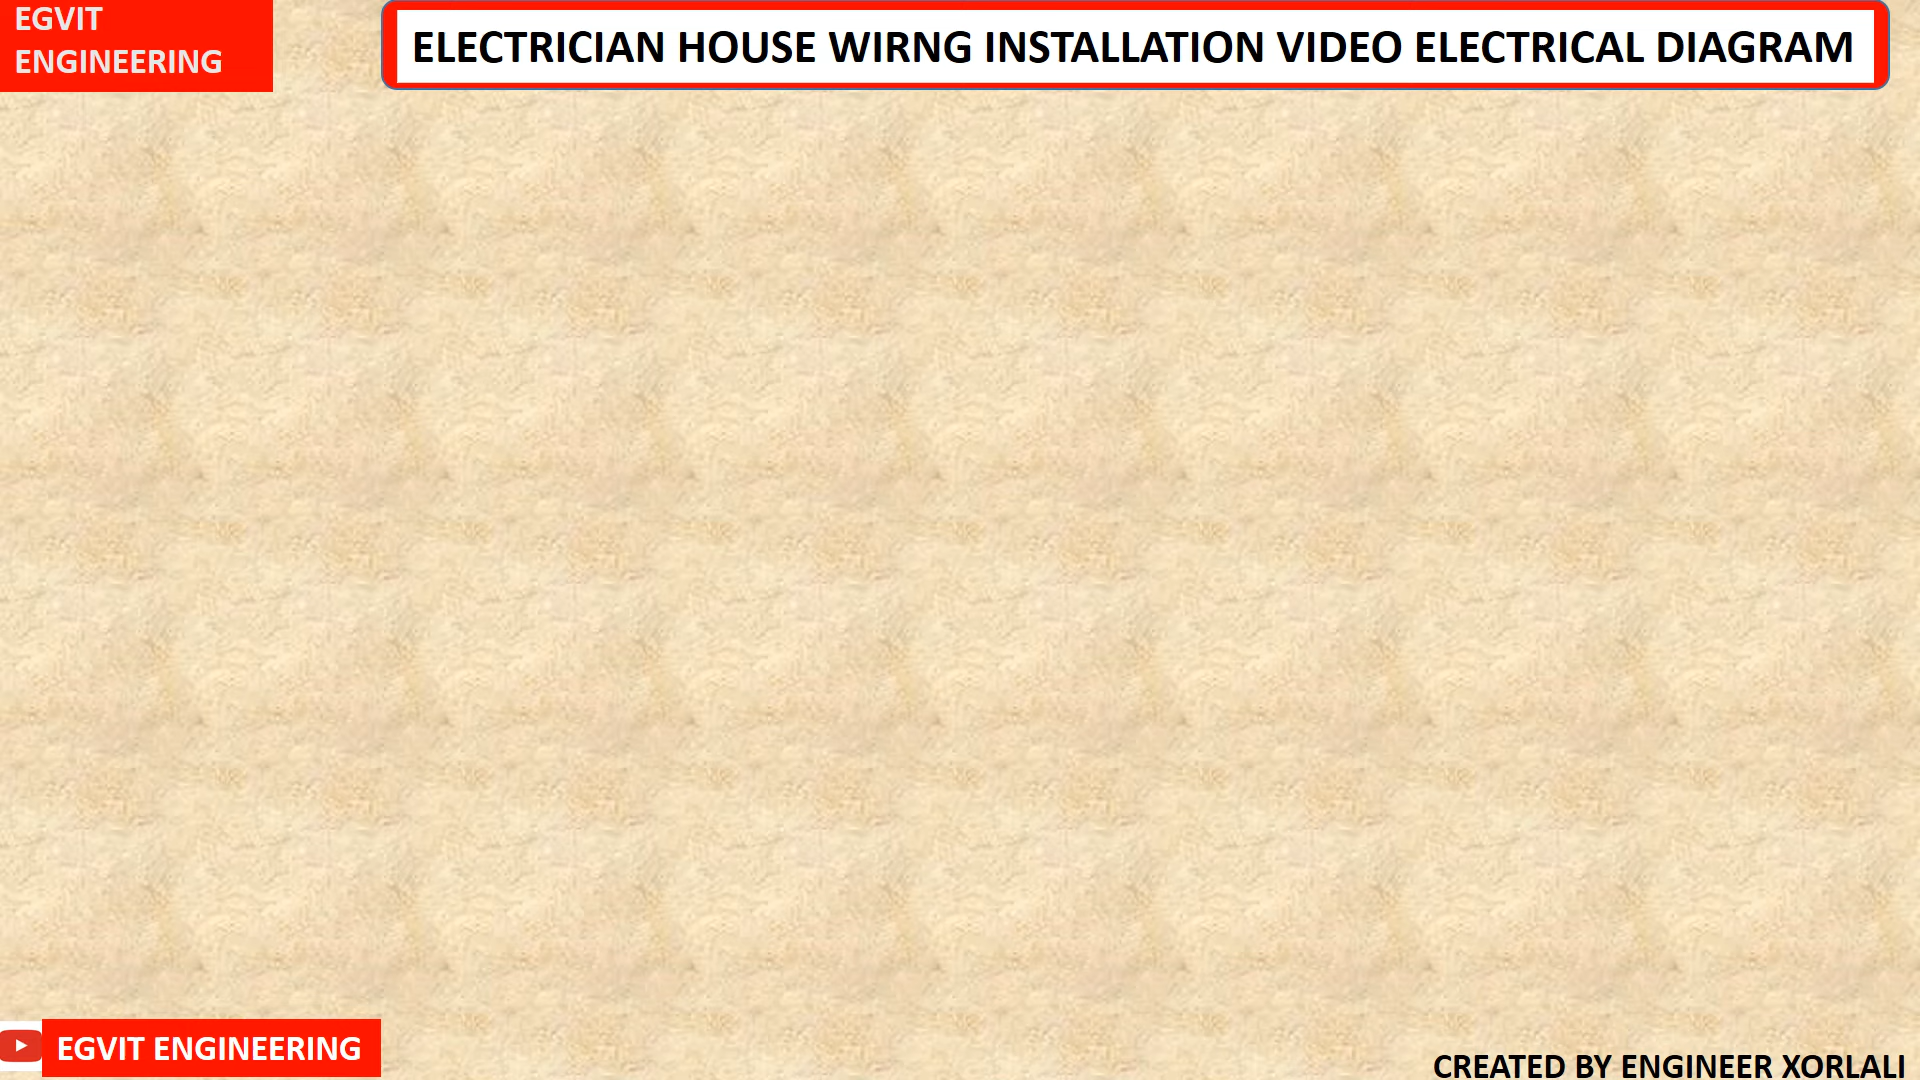 EGVIT
ENGINEERING
ELECTRICIAN HOUSE WIRNG INSTALLATION VIDEO ELECTRICAL DIAGRAM
EGVIT ENGINEERING
CREATED BY ENGINEER XORLALI